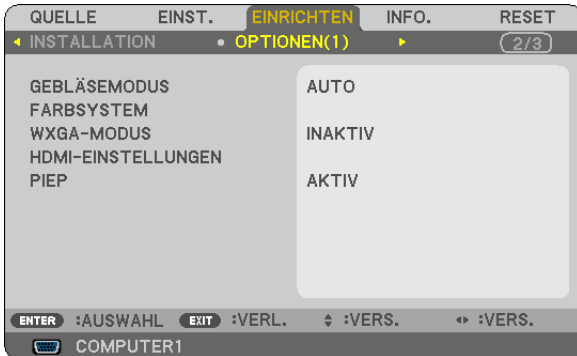 QUELLE EINST. EINRICHTEN INFO. RESET
INSTALLATION OPTIONEN(1) 2/3
GEBLÄSEMODUS AUTO
FARBSYSTEM
WXGA-MODUS INAKTIV
HDMI-EINSTELLUNGEN
PIEP AKTIV
ENTER :AUSWAHL EXIT :VERL. :VERS. :VERS.
COMPUTER1